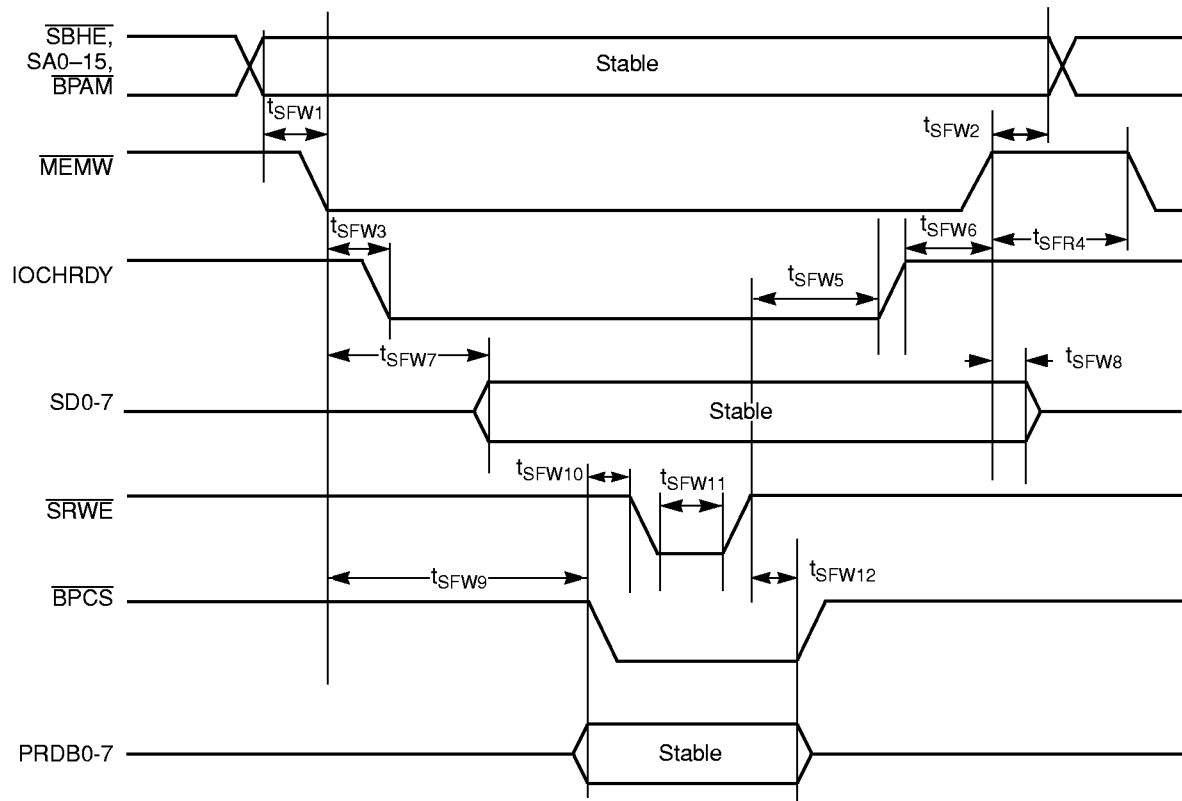 SBHE,
SA0–15,
BPAM
Stable
tSFW1
tSFW2
MEMW
tSFW3
tSFW6
tSFR4
IOCHRDY
tSFW5
tSFW7
tSFW8
SD0-7
Stable
tSFW10
tSFW11
SRWE
tSFW9
tSFW12
BPCS
PRDB0-7
Stable